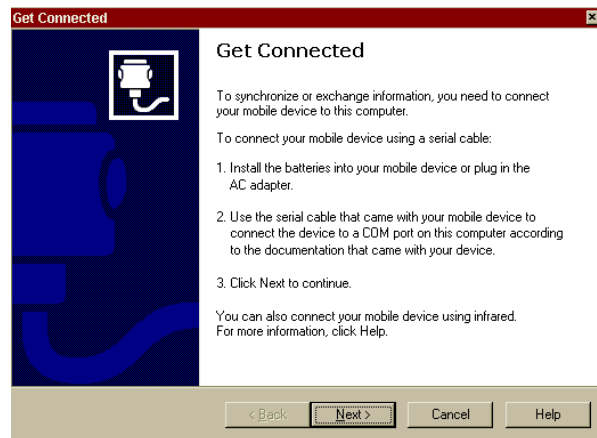 Get Connected
Get Connected
To synchronize or exchange information, you need to connect
your mobile device to this computer.
To connect your mobile device using a serial cable:
1. Install the batteries into your mobile device or plug in the
AC adapter.
2. Use the serial cable that came with your mobile device to
connect the device to a COM port on this computer according
to the documentation that came with your device.
3. Click Next to continue.
You can also connect your mobile device using infrared.
For more information, click Help.
< Back Next > Cancel Help